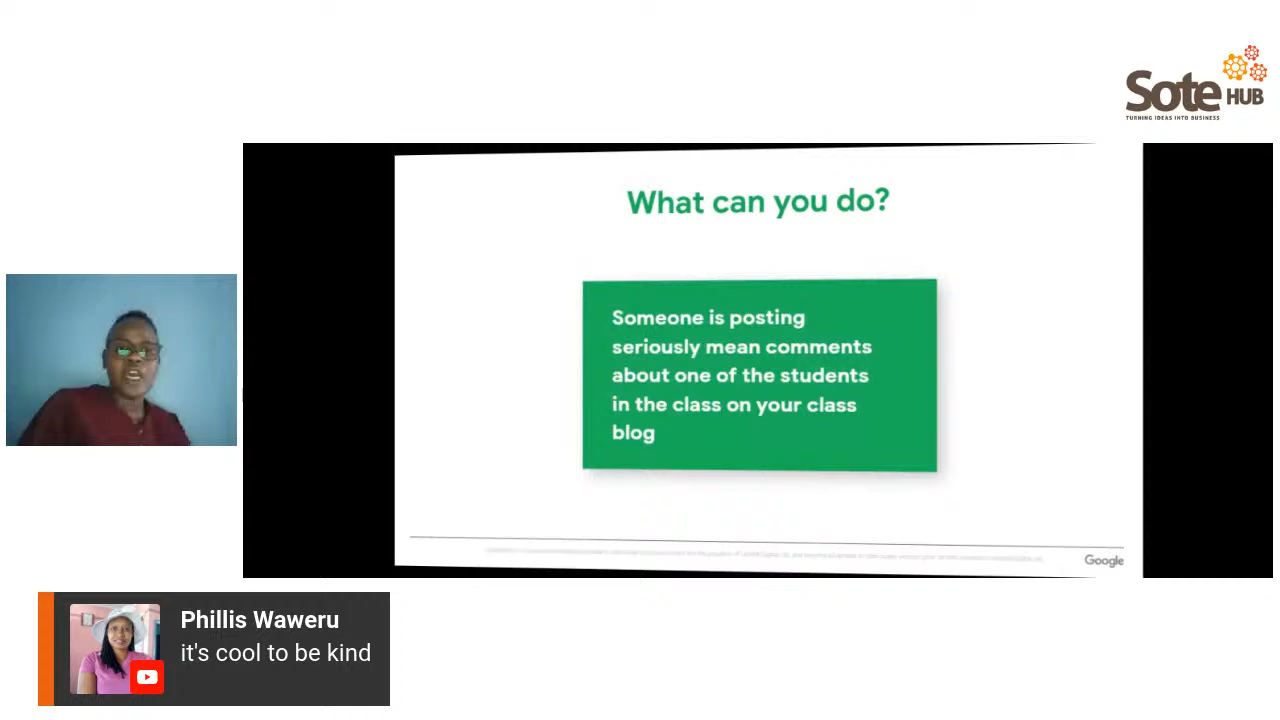 Sote HUB
TURNING IDEAS INTO BUSINESS
What can you do?
Someone is posting
seriously mean comments
about one of the students
in the class on your class
blog
Google
Phillis Waweru
it's cool to be kind